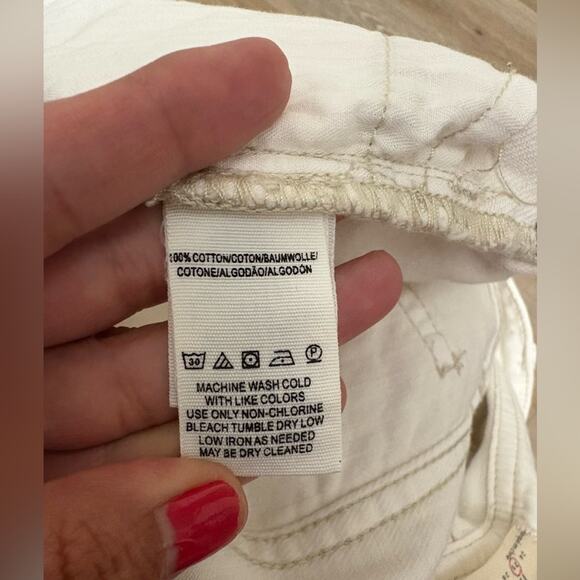 100% COTTON/COTON/BAUMWOLLE/
COTONE/ALGODÃO/ALGODÓN
30 P
MACHINE WASH COLD
WITH LIKE COLORS
USE ONLY NON-CHLORINE
BLEACH TUMBLE DRY LOW
LOW IRON AS NEEDED
MAY BE DRY CLEANED